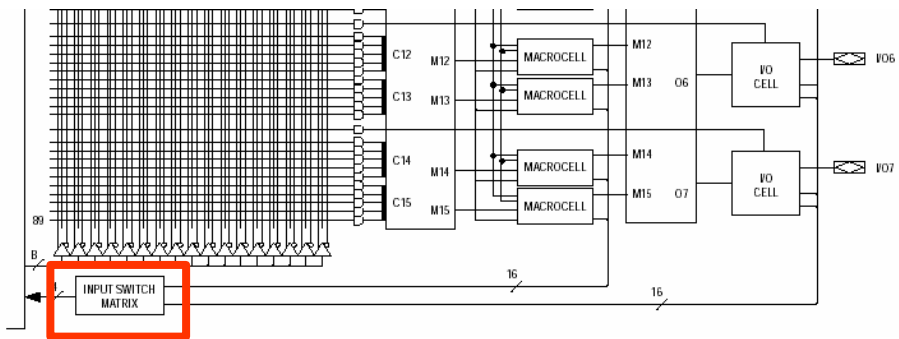 C12
M12
MACROCELL
M12
I/O
CELL
I/O6
C13
M13
MACROCELL
M13
O6
C14
M14
MACROCELL
M14
I/O
CELL
I/O7
C15
M15
MACROCELL
M15
O7
89
B
INPUT SWITCH
MATRIX
16
16